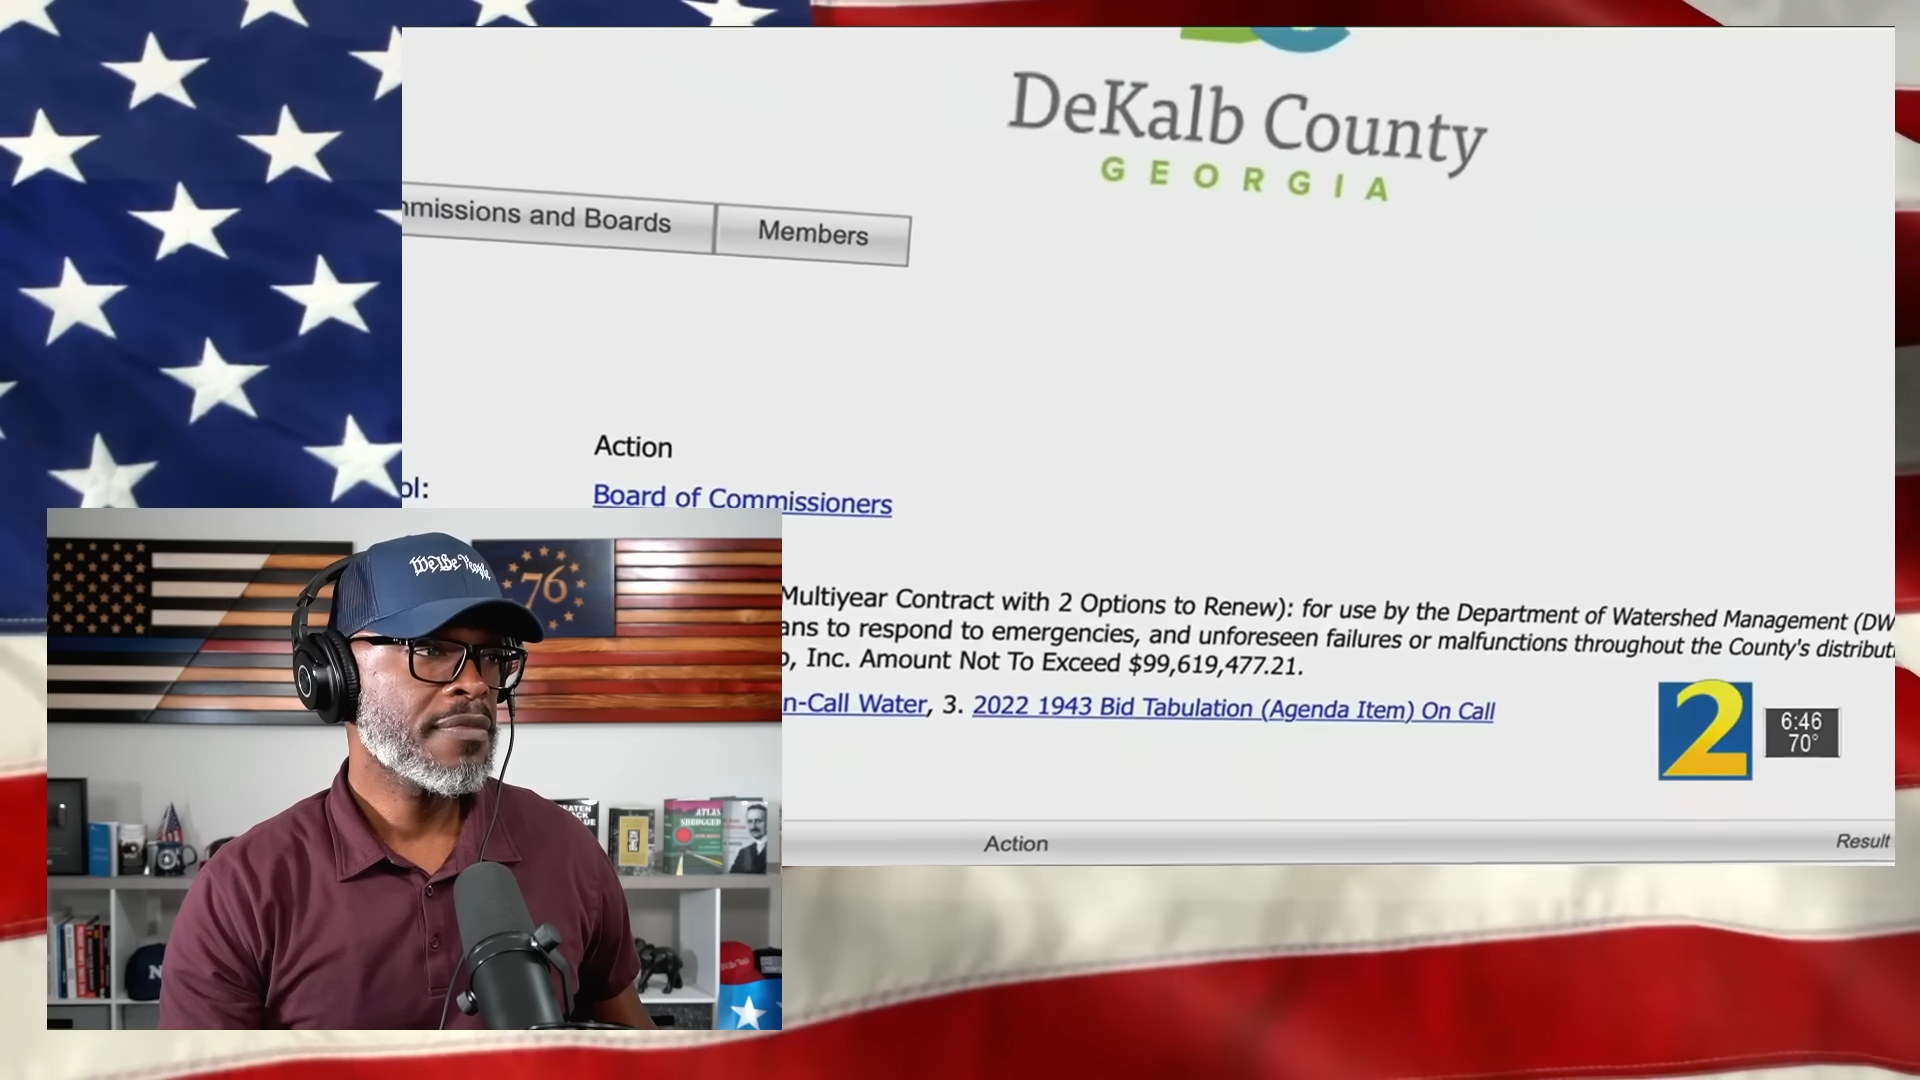 DeKalb County
GEORGIA
mmissions and Boards
Members
Action
ol:
Board of Commissioners
Multiyear Contract with 2 Options to Renew): for use by the Department of Watershed Management (DW
ans to respond to emergencies, and unforeseen failures or malfunctions throughout the County's distribut
, Inc. Amount Not To Exceed $99,619,477.21.
n-Call Water, 3. 2022 1943 Bid Tabulation (Agenda Item) On Call
2
6:46
70°
Action
Result
We The People
76
ATLAS
SHRUGGED
N